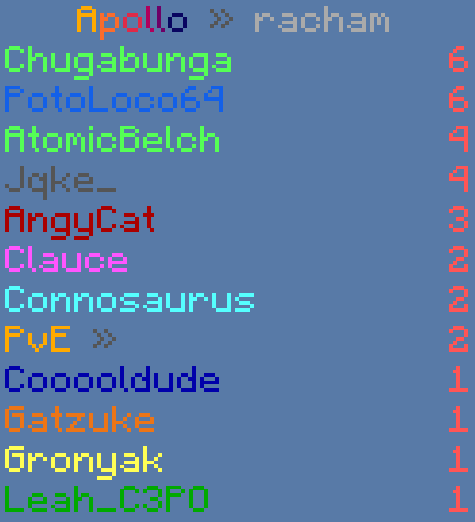 Apollo » racham
Chugabunga 6
PotoLoco64 6
AtomicBelch 4
Jqke_ 4
AngyCat 3
Clauce 2
Connosaurus 2
PvE » 2
Cooooldude 1
Gatzuke 1
Gronyak 1
Leah_C3PO 1